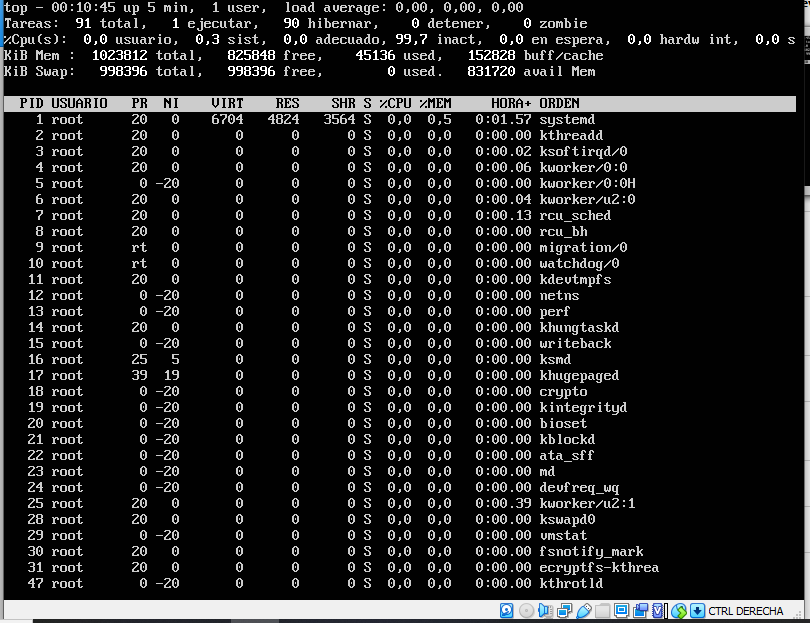 top - 00:10:45 up 5 min,  1 user,  load average: 0,00, 0,00, 0,00
Tareas:  91 total,   1 ejecutar,  90 hibernar,   0 detener,   0 zombie
%Cpu(s):  0,0 usuario,  0,3 sist,  0,0 adecuado, 99,7 inact,  0,0 en espera,  0,0 hardw int,  0,0 s
KiB Mem :  1023812 total,   825848 free,    45136 used,   152828 buff/cache
KiB Swap:   998396 total,   998396 free,        0 used.   831720 avail Mem
PID USUARIO   PR  NI    VIRT    RES    SHR S %CPU %MEM     HORA+ ORDEN
1 root      20   0    6704   4824   3564 S  0,0  0,5   0:01.57 systemd
2 root      20   0       0      0      0 S  0,0  0,0   0:00.00 kthreadd
3 root      20   0       0      0      0 S  0,0  0,0   0:00.02 ksoftirqd/0
4 root      20   0       0      0      0 S  0,0  0,0   0:00.06 kworker/0:0
5 root       0 -20       0      0      0 S  0,0  0,0   0:00.00 kworker/0:0H
6 root      20   0       0      0      0 S  0,0  0,0   0:00.04 kworker/u2:0
7 root      20   0       0      0      0 S  0,0  0,0   0:00.13 rcu_sched
8 root      20   0       0      0      0 S  0,0  0,0   0:00.00 rcu_bh
9 root      rt   0       0      0      0 S  0,0  0,0   0:00.00 migration/0
10 root      rt   0       0      0      0 S  0,0  0,0   0:00.00 watchdog/0
11 root      20   0       0      0      0 S  0,0  0,0   0:00.00 kdevtmpfs
12 root       0 -20       0      0      0 S  0,0  0,0   0:00.00 netns
13 root       0 -20       0      0      0 S  0,0  0,0   0:00.00 perf
14 root      20   0       0      0      0 S  0,0  0,0   0:00.00 khungtaskd
15 root       0 -20       0      0      0 S  0,0  0,0   0:00.00 writeback
16 root      25   5       0      0      0 S  0,0  0,0   0:00.00 ksmd
17 root      39  19       0      0      0 S  0,0  0,0   0:00.00 khugepaged
18 root       0 -20       0      0      0 S  0,0  0,0   0:00.00 crypto
19 root       0 -20       0      0      0 S  0,0  0,0   0:00.00 kintegrityd
20 root       0 -20       0      0      0 S  0,0  0,0   0:00.00 bioset
21 root       0 -20       0      0      0 S  0,0  0,0   0:00.00 kblockd
22 root       0 -20       0      0      0 S  0,0  0,0   0:00.00 ata_sff
23 root       0 -20       0      0      0 S  0,0  0,0   0:00.00 md
24 root       0 -20       0      0      0 S  0,0  0,0   0:00.00 devfreq_wq
25 root      20   0       0      0      0 S  0,0  0,0   0:00.39 kworker/u2:1
28 root      20   0       0      0      0 S  0,0  0,0   0:00.00 kswapd0
29 root       0 -20       0      0      0 S  0,0  0,0   0:00.00 vmstat
30 root      20   0       0      0      0 S  0,0  0,0   0:00.00 fsnotify_mark
31 root      20   0       0      0      0 S  0,0  0,0   0:00.00 ecryptfs-kthrea
47 root       0 -20       0      0      0 S  0,0  0,0   0:00.00 kthrotld
CTRL DERECHA